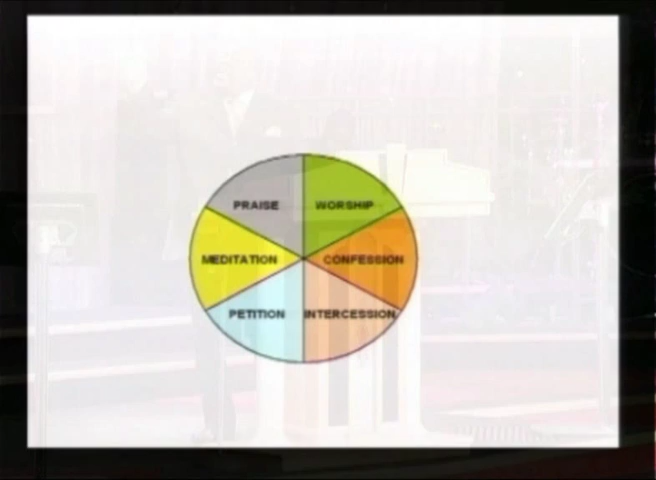 PRAISE
WORSHIP
MEDITATION
CONFESSION
PETITION
INTERCESSION